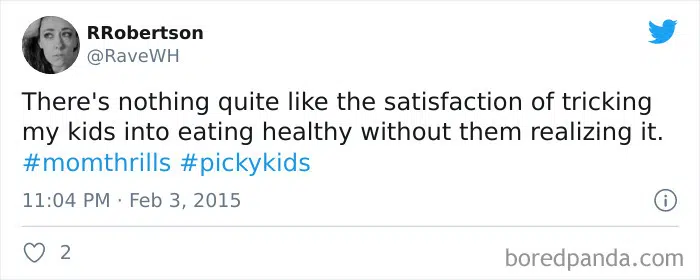 RRobertson
@RaveWH
There's nothing quite like the satisfaction of tricking
my kids into eating healthy without them realizing it.
#momthrills #pickykids
11:04 PM · Feb 3, 2015
2
boredpanda.com